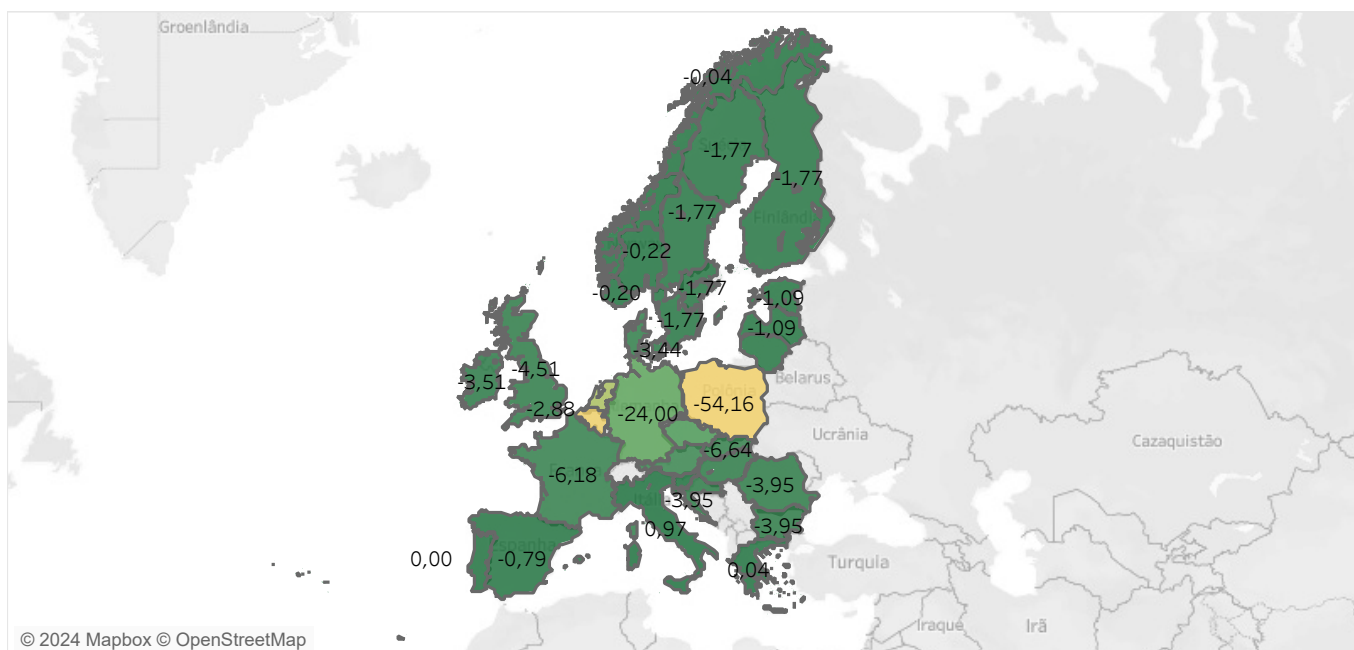 Groenlândia
-0,04
-1,77
-1,77
-1,77
Finlândi
-0,22
-0,20
-1,77
-1,09
-1,77
-1,09
-3,44
-4,51
-3,51
Belarus
-2,88
-24,00
-54,16
Ucrânia
Cazaquistão
-6,64
-6,18
-3,95
-3,95
0,97
-3,95
0,00
-0,79
0,04
Turquia
Iraque
Irã
© 2024 Mapbox © OpenStreetMap